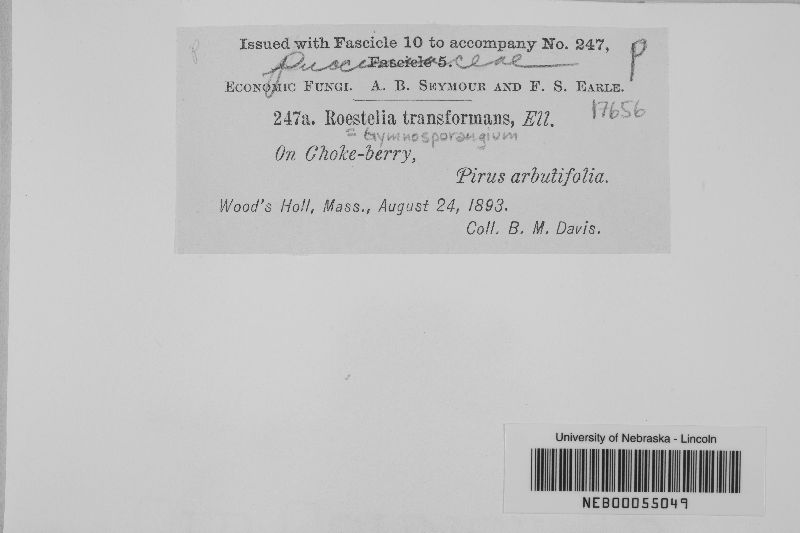 p
Issued with Fascicle 10 to accompany No. 247,
Fascicle 5.
Pucciniaceae
p
Economic Fungi. A. B. Seymour and F. S. Earle.
247a. Roestelia transformans, Ell.
17656
= Gymnosporangium
On Choke-berry,
Pirus arbutifolia.
Wood's Holl, Mass., August 24, 1893.
Coll. B. M. Davis.
University of Nebraska - Lincoln
NEB00055049